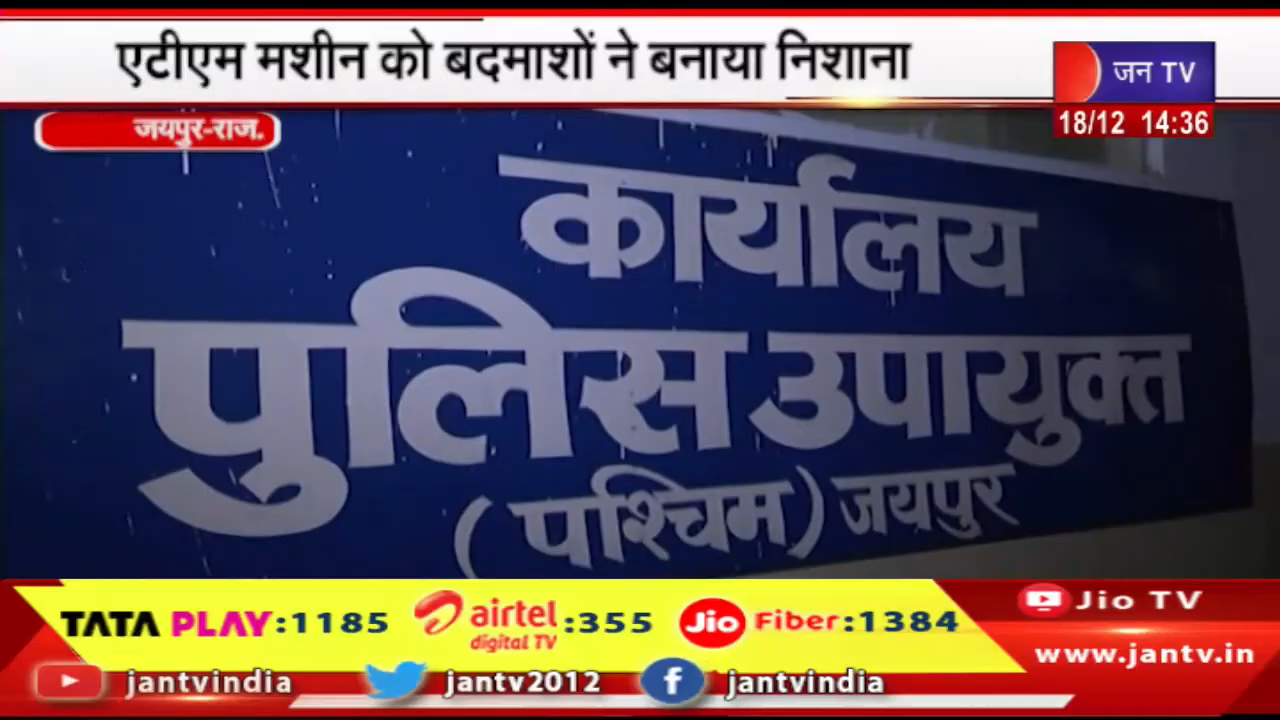 एटीएम मशीन को बदमाशों ने बनाया निशाना
जन TV
18/12 14:36
जयपुर-राज.
कार्यालय
पुलिस उपायुक्त
(पश्चिम) जयपुर
TATA PLAY:1185
airtel digital TV:355
Jio Fiber:1384
Jio TV
www.jantv.in
jantvindia
jantv2012
jantvindia